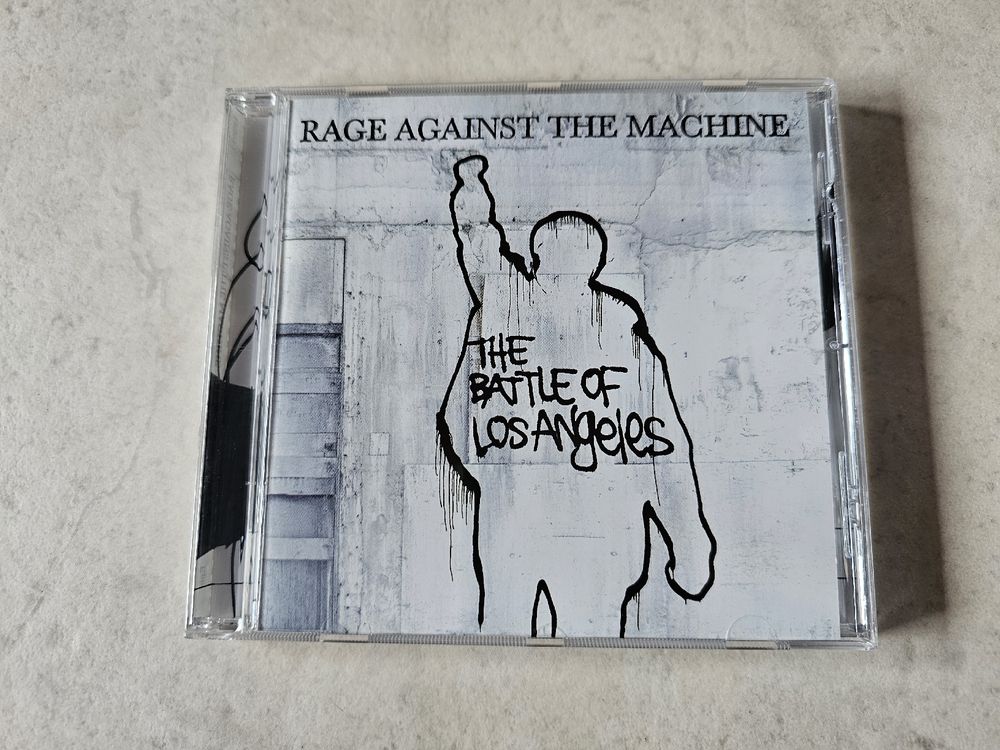 RAGE AGAINST THE MACHINE
THE
BATTLE OF
LOS ANgeles